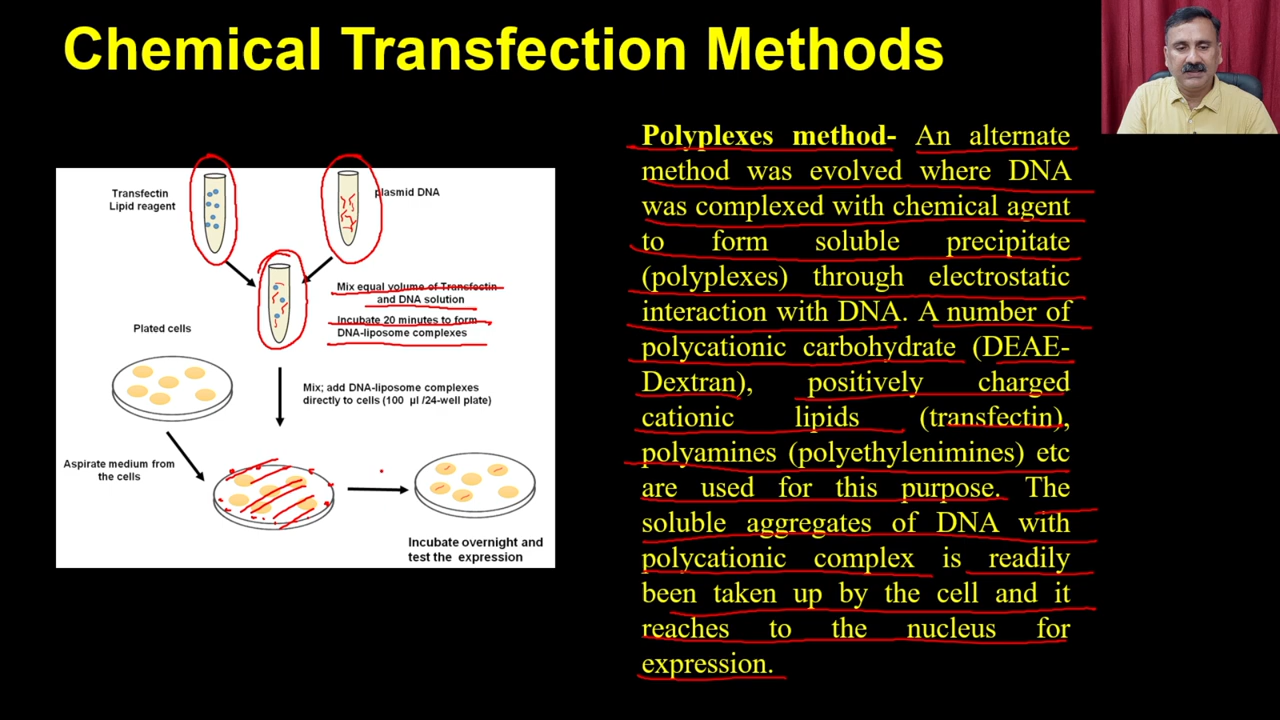 Chemical Transfection Methods
Transfectin
Lipid reagent
plasmid DNA
Mix equal volume of Transfectin
and DNA solution
Incubate 20 minutes to form
DNA-liposome complexes
Plated cells
Mix; add DNA-liposome complexes
directly to cells (100 µl /24-well plate)
Aspirate medium from
the cells
Incubate overnight and
test the expression
Polyplexes method- An alternate
method was evolved where DNA
was complexed with chemical agent
to form soluble precipitate
(polyplexes) through electrostatic
interaction with DNA. A number of
polycationic carbohydrate (DEAE-
Dextran), positively charged
cationic lipids (transfectin),
polyamines (polyethylenimines) etc
are used for this purpose. The
soluble aggregates of DNA with
polycationic complex is readily
been taken up by the cell and it
reaches to the nucleus for
expression.